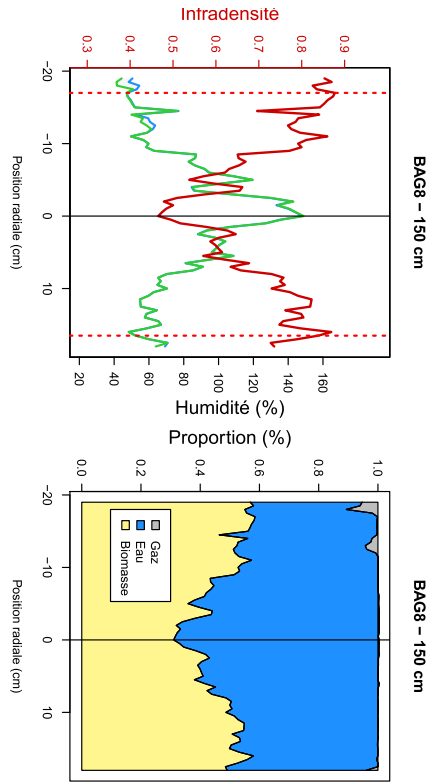 Infradensité
0.3 0.4 0.5 0.6 0.7 0.8 0.9
BAG8 − 150 cm
−20 −10 0 10
Position radiale (cm)
20 40 60 80 100 120 140 160
Humidité (%)
Proportion (%)
0.0 0.2 0.4 0.6 0.8 1.0
BAG8 − 150 cm
Gaz
Eau
Biomasse
−20 −10 0 10
Position radiale (cm)